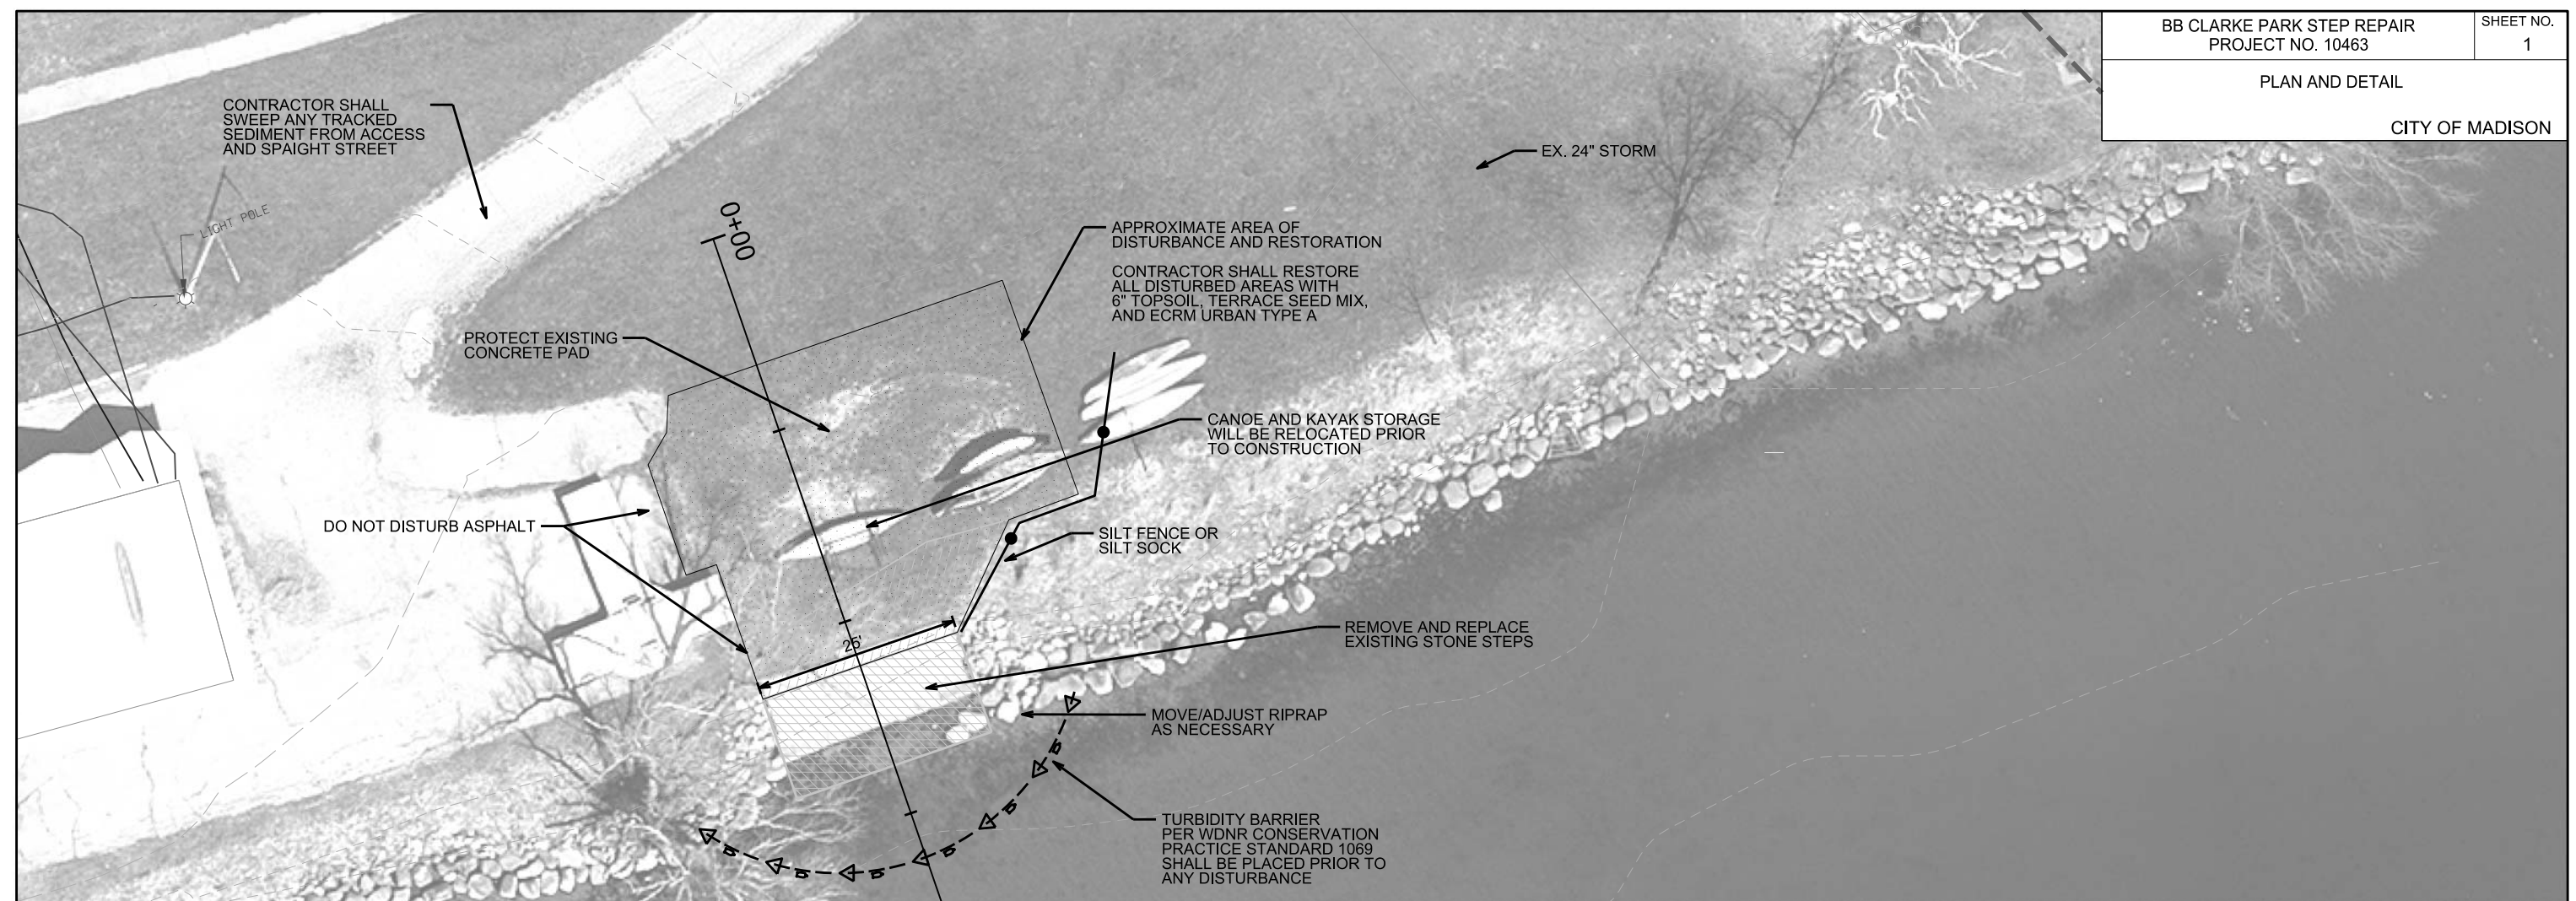 BB CLARKE PARK STEP REPAIR
PROJECT NO. 10463
SHEET NO.
1
PLAN AND DETAIL
CITY OF MADISON
CONTRACTOR SHALL
SWEEP ANY TRACKED
SEDIMENT FROM ACCESS
AND SPAIGHT STREET
EX. 24" STORM
LIGHT POLE
0+00
APPROXIMATE AREA OF
DISTURBANCE AND RESTORATION
CONTRACTOR SHALL RESTORE
ALL DISTURBED AREAS WITH
6" TOPSOIL, TERRACE SEED MIX,
AND ECRM URBAN TYPE A
PROTECT EXISTING
CONCRETE PAD
CANOE AND KAYAK STORAGE
WILL BE RELOCATED PRIOR
TO CONSTRUCTION
DO NOT DISTURB ASPHALT
SILT FENCE OR
SILT SOCK
25'
REMOVE AND REPLACE
EXISTING STONE STEPS
MOVE/ADJUST RIPRAP
AS NECESSARY
TURBIDITY BARRIER
PER WDNR CONSERVATION
PRACTICE STANDARD 1069
SHALL BE PLACED PRIOR TO
ANY DISTURBANCE